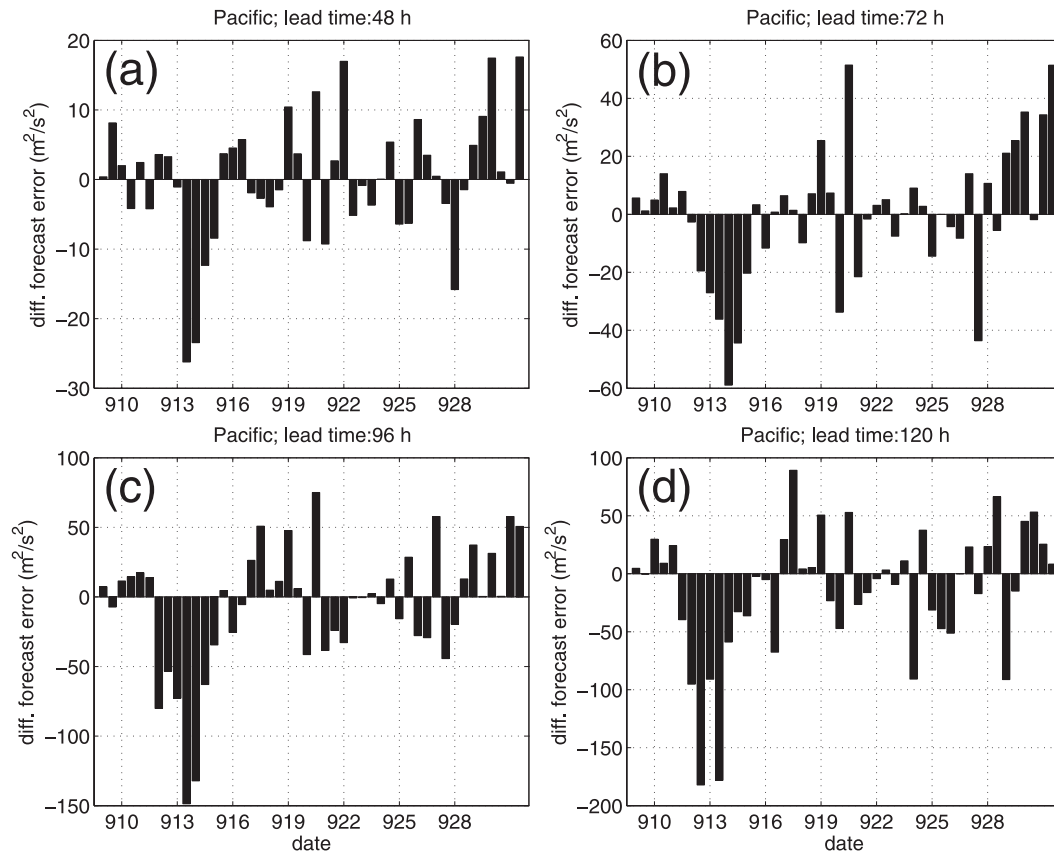 Pacific; lead time:48 h
(a)
diff. forecast error (m²/s²)
20
10
0
−10
−20
−30
910 913 916 919 922 925 928
Pacific; lead time:72 h
(b)
diff. forecast error (m²/s²)
60
40
20
0
−20
−40
−60
910 913 916 919 922 925 928
Pacific; lead time:96 h
(c)
diff. forecast error (m²/s²)
100
50
0
−50
−100
−150
910 913 916 919 922 925 928
date
Pacific; lead time:120 h
(d)
diff. forecast error (m²/s²)
100
50
0
−50
−100
−150
−200
910 913 916 919 922 925 928
date